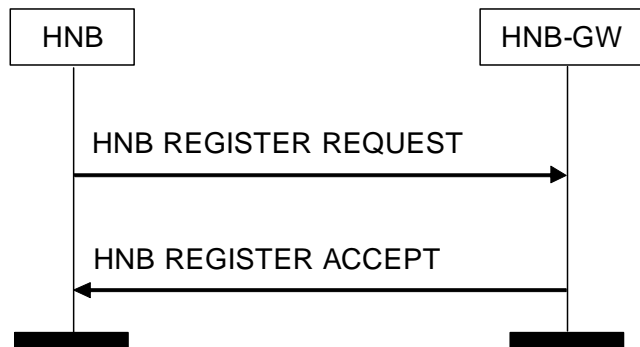 HNB
HNB-GW
HNB REGISTER REQUEST
HNB REGISTER ACCEPT